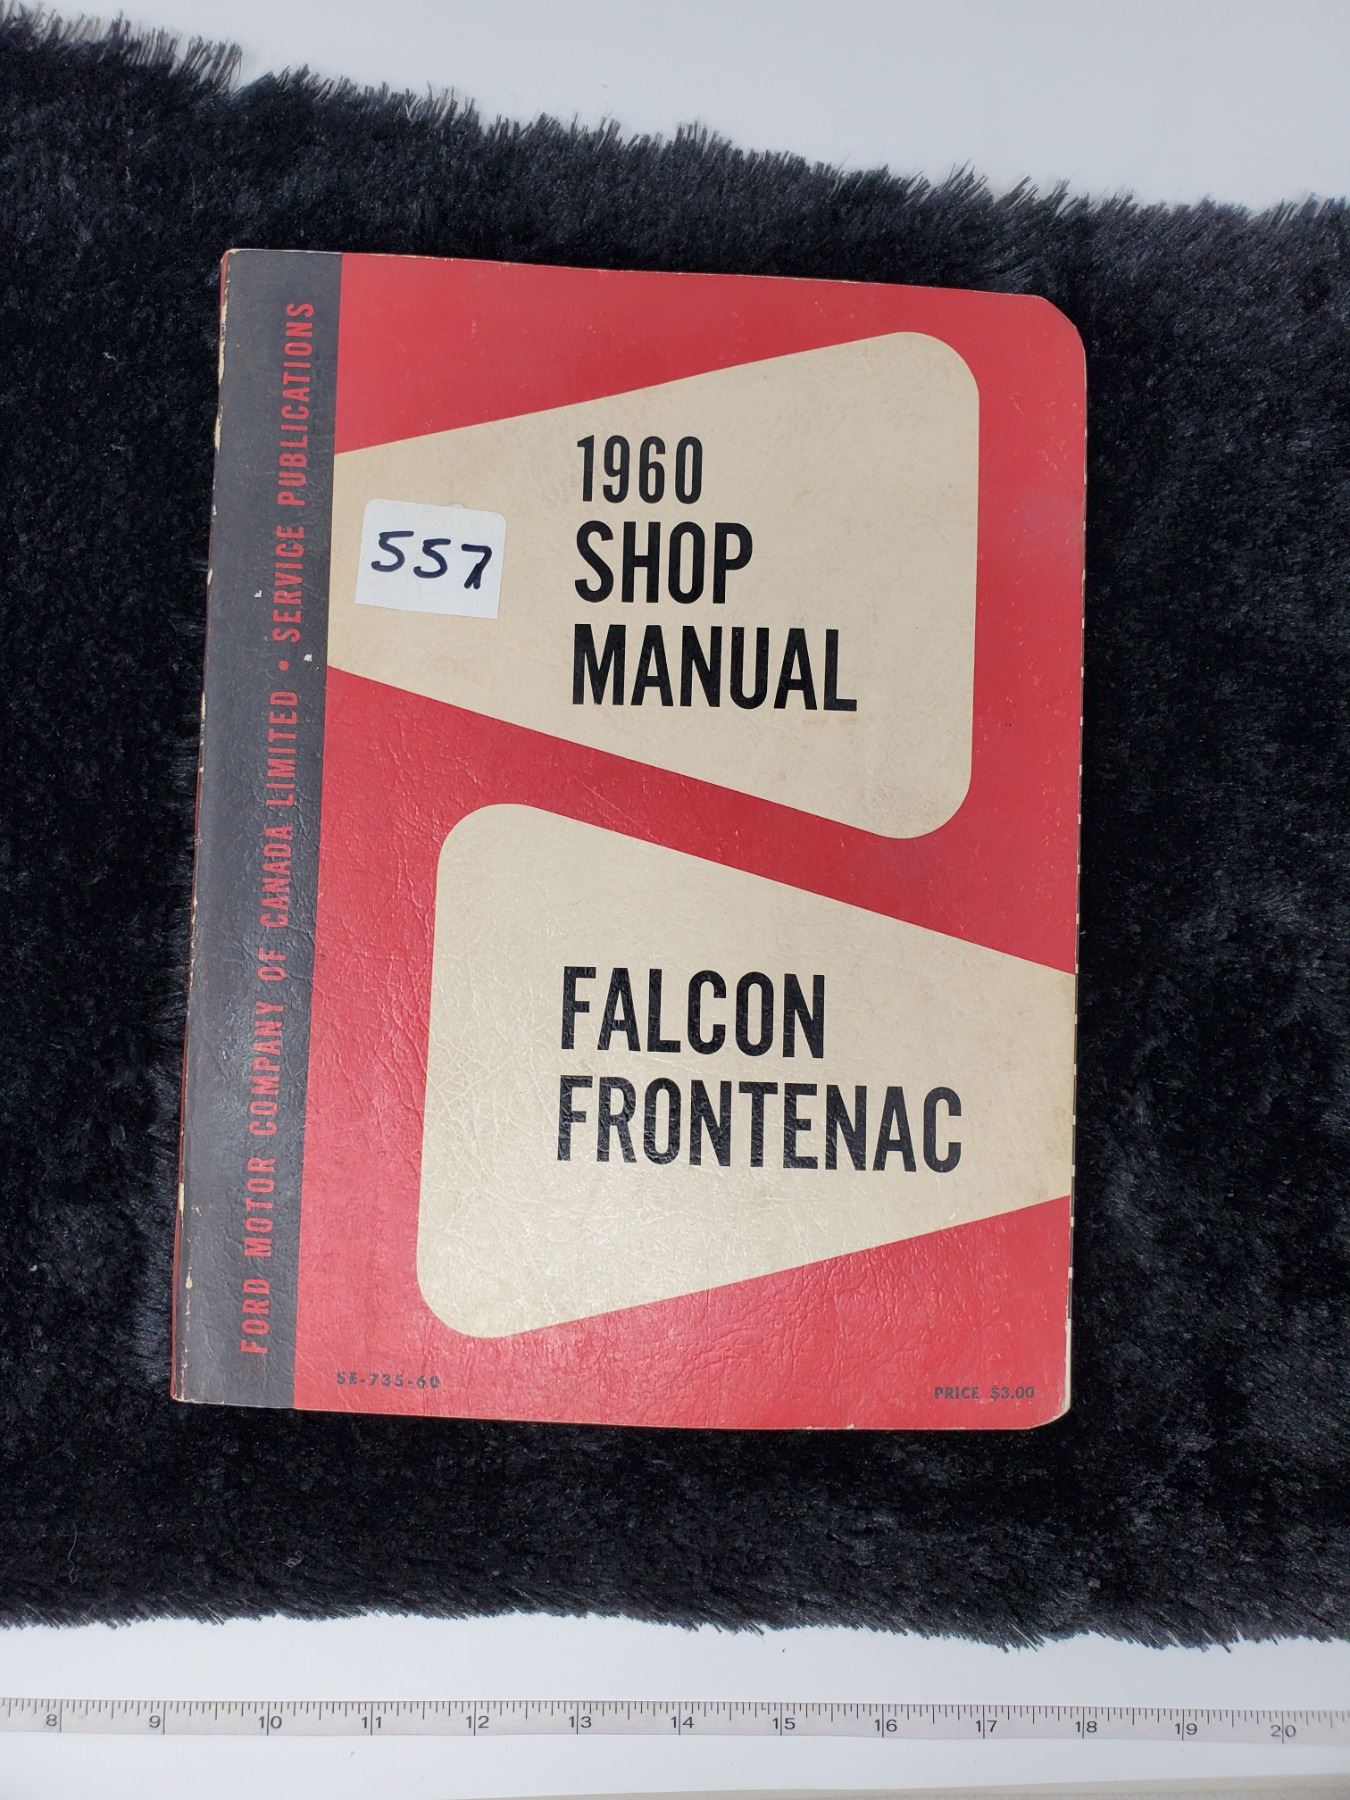 1960
SHOP
MANUAL
557
FALCON
FRONTENAC
FORD MOTOR COMPANY OF CANADA LIMITED • SERVICE PUBLICATIONS
SE-735-60
PRICE $3.00
8 9 10 11 12 13 14 15 16 17 18 19 20